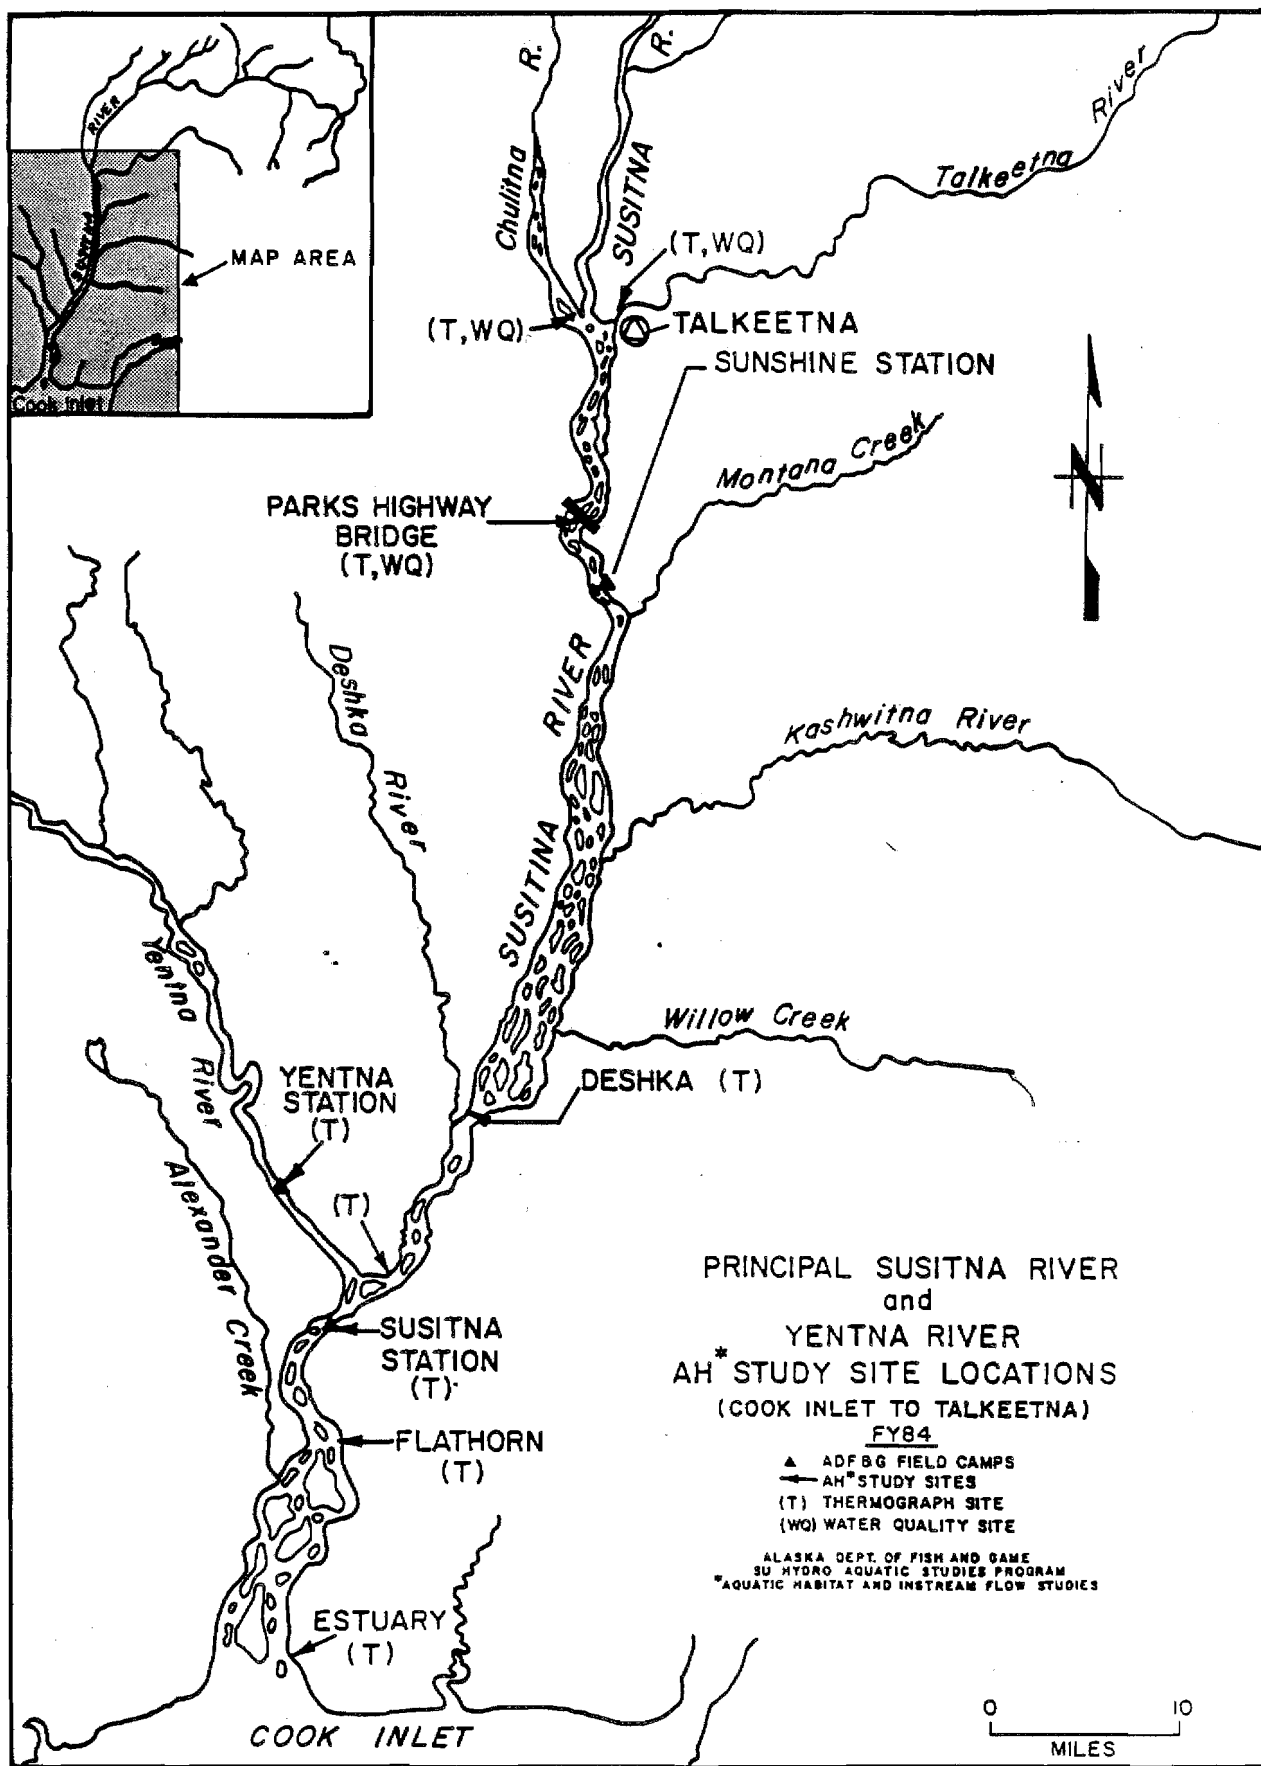 RIVER
SUSITNA
MAP AREA
Cook Inlet
Chulitna R.
SUSITNA R.
Talkeetna River
(T,WQ)
(T,WQ)
TALKEETNA
SUNSHINE STATION
Montana Creek
PARKS HIGHWAY
BRIDGE
(T,WQ)
N
Deshka River
SUSITINA RIVER
Kashwitna River
Yentna River
Willow Creek
DESHKA (T)
YENTNA
STATION
(T)
(T)
Alexander Creek
SUSITNA
STATION
(T)
FLATHORN
(T)
ESTUARY
(T)
COOK INLET
PRINCIPAL SUSITNA RIVER
and
YENTNA RIVER
AH* STUDY SITE LOCATIONS
(COOK INLET TO TALKEETNA)
FY84
▲ ADF&G FIELD CAMPS
AH* STUDY SITES
(T) THERMOGRAPH SITE
(WQ) WATER QUALITY SITE
ALASKA DEPT. OF FISH AND GAME
SU HYDRO AQUATIC STUDIES PROGRAM
*AQUATIC HABITAT AND INSTREAM FLOW STUDIES
0 10
MILES